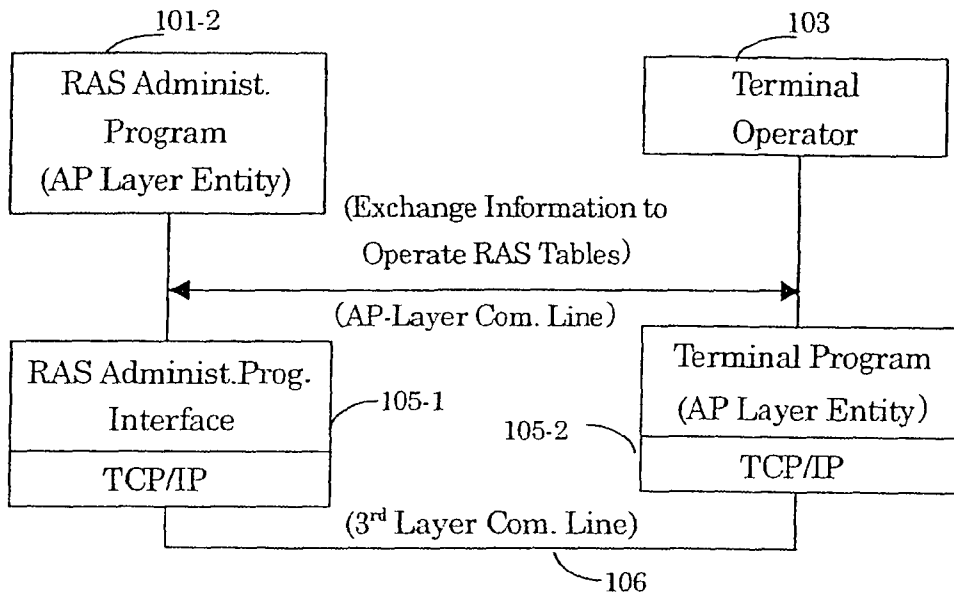 101-2
RAS Administ.
Program
(AP Layer Entity)
103
Terminal
Operator
(Exchange Information to
Operate RAS Tables)
(AP-Layer Com. Line)
RAS Administ.Prog.
Interface
TCP/IP
105-1
Terminal Program
(AP Layer Entity)
TCP/IP
105-2
(3rd Layer Com. Line)
106